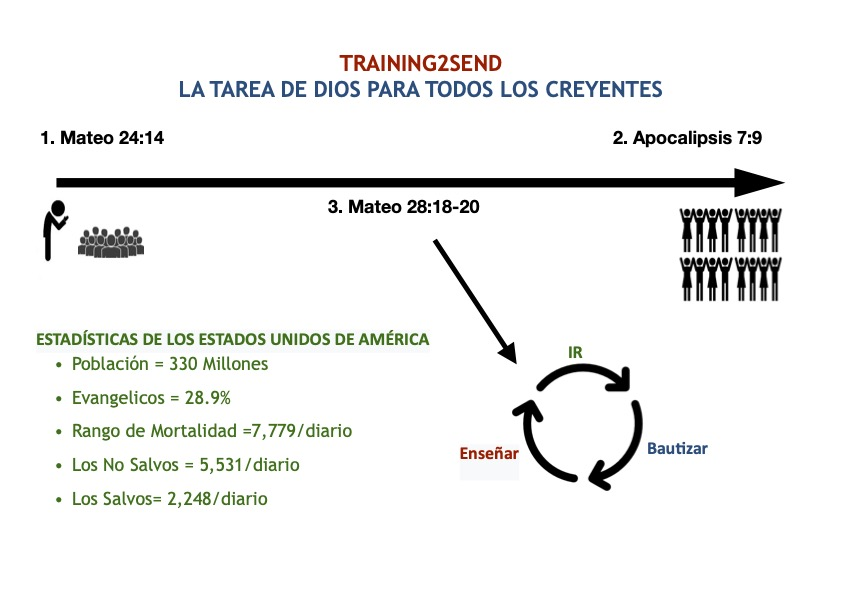 TRAINING2SEND
LA TAREA DE DIOS PARA TODOS LOS CREYENTES
1. Mateo 24:14
2. Apocalipsis 7:9
3. Mateo 28:18-20
ESTADÍSTICAS DE LOS ESTADOS UNIDOS DE AMÉRICA
• Población = 330 Millones
• Evangelicos = 28.9%
• Rango de Mortalidad =7,779/diario
• Los No Salvos = 5,531/diario
• Los Salvos= 2,248/diario
IR
Bautizar
Enseñar